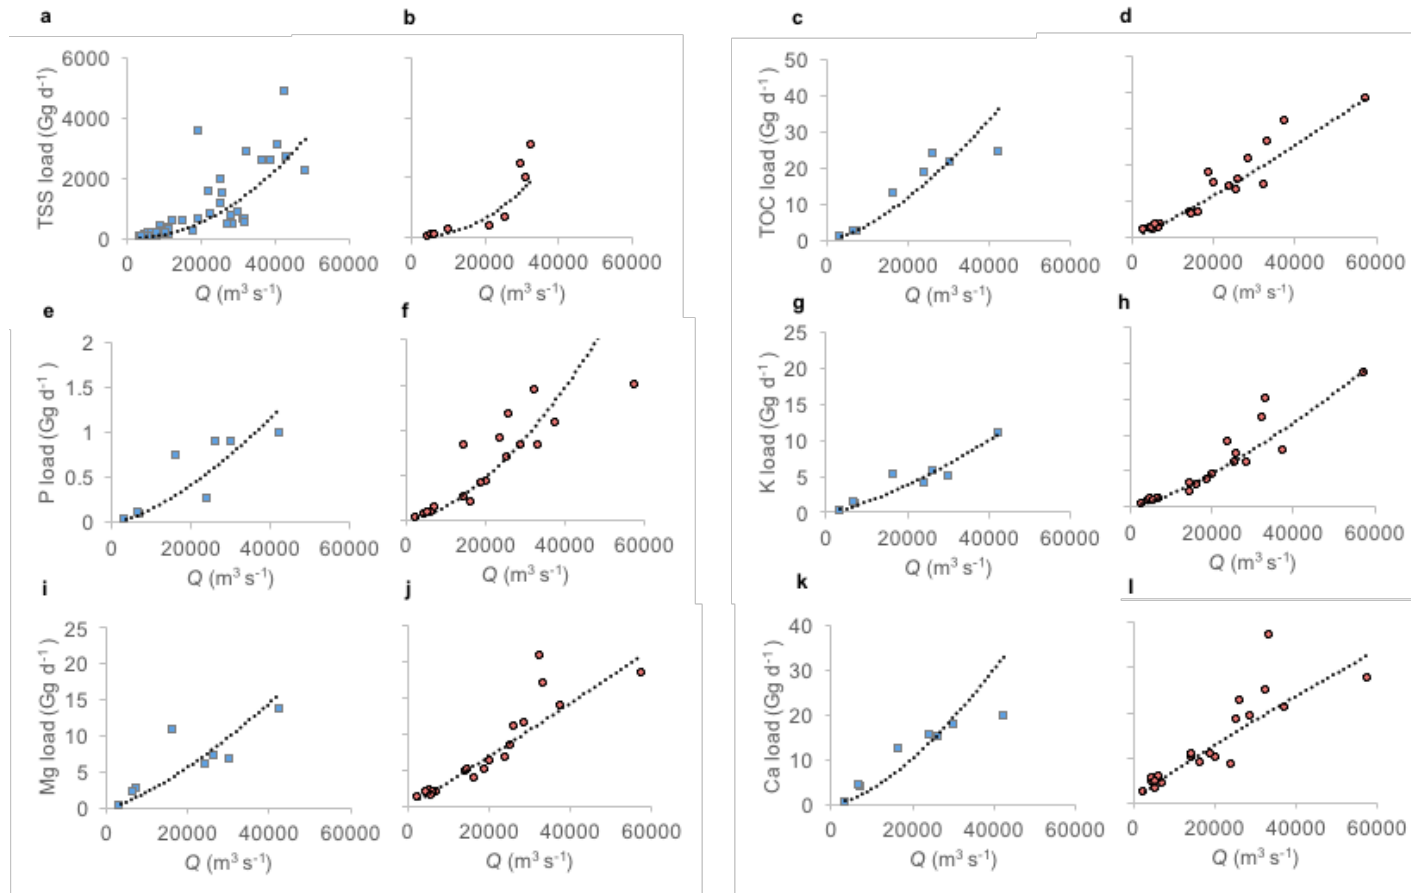 a b c d
TSS load (Gg d⁻¹)
6000
4000
2000
0
0 20000 40000 60000
Q (m³ s⁻¹)
0 20000 40000 60000
Q (m³ s⁻¹)
TOC load (Gg d⁻¹)
50
40
30
20
10
0
0 20000 40000 60000
Q (m³ s⁻¹)
0 20000 40000 60000
Q (m³ s⁻¹)
e f g h
P load (Gg d⁻¹)
2
1.5
1
0.5
0
0 20000 40000 60000
Q (m³ s⁻¹)
0 20000 40000 60000
Q (m³ s⁻¹)
K load (Gg d⁻¹ )
25
20
15
10
5
0
0 20000 40000 60000
Q (m³ s⁻¹)
0 20000 40000 60000
Q (m³ s⁻¹)
i j k l
Mg load (Gg d⁻¹ )
25
20
15
10
5
0
0 20000 40000 60000
Q (m³ s⁻¹)
0 20000 40000 60000
Q (m³ s⁻¹)
Ca load (Gg d⁻¹ )
40
30
20
10
0
0 20000 40000 60000
Q (m³ s⁻¹)
0 20000 40000 60000
Q (m³ s⁻¹)